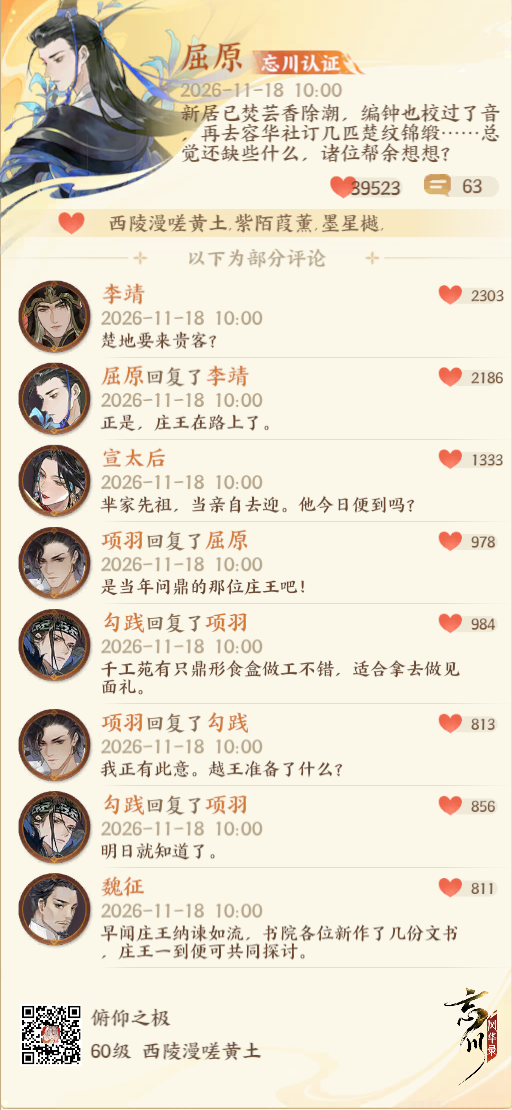 屈原 忘川认证
2026-11-18 10:00
新居已焚芸香除潮，编钟也校过了音
，再去容华社订几匹楚纹锦缎……总
觉还缺些什么，诸位帮余想想？
39523 63
西陵漫嗟黄土,紫陌葭薰,墨星樾,
以下为部分评论
李靖 2303
2026-11-18 10:00
楚地要来贵客？
屈原回复了李靖 2186
2026-11-18 10:00
正是，庄王在路上了。
宣太后 1333
2026-11-18 10:00
芈家先祖，当亲自去迎。他今日便到吗？
项羽回复了屈原 978
2026-11-18 10:00
是当年问鼎的那位庄王吧！
勾践回复了项羽 984
2026-11-18 10:00
千工苑有只鼎形食盒做工不错，适合拿去做见
面礼。
项羽回复了勾践 813
2026-11-18 10:00
我正有此意。越王准备了什么？
勾践回复了项羽 856
2026-11-18 10:00
明日就知道了。
魏征 811
2026-11-18 10:00
早闻庄王纳谏如流，书院各位新作了几份文书
，庄王一到便可共同探讨。
俯仰之极
60级 西陵漫嗟黄土
忘川
风华录